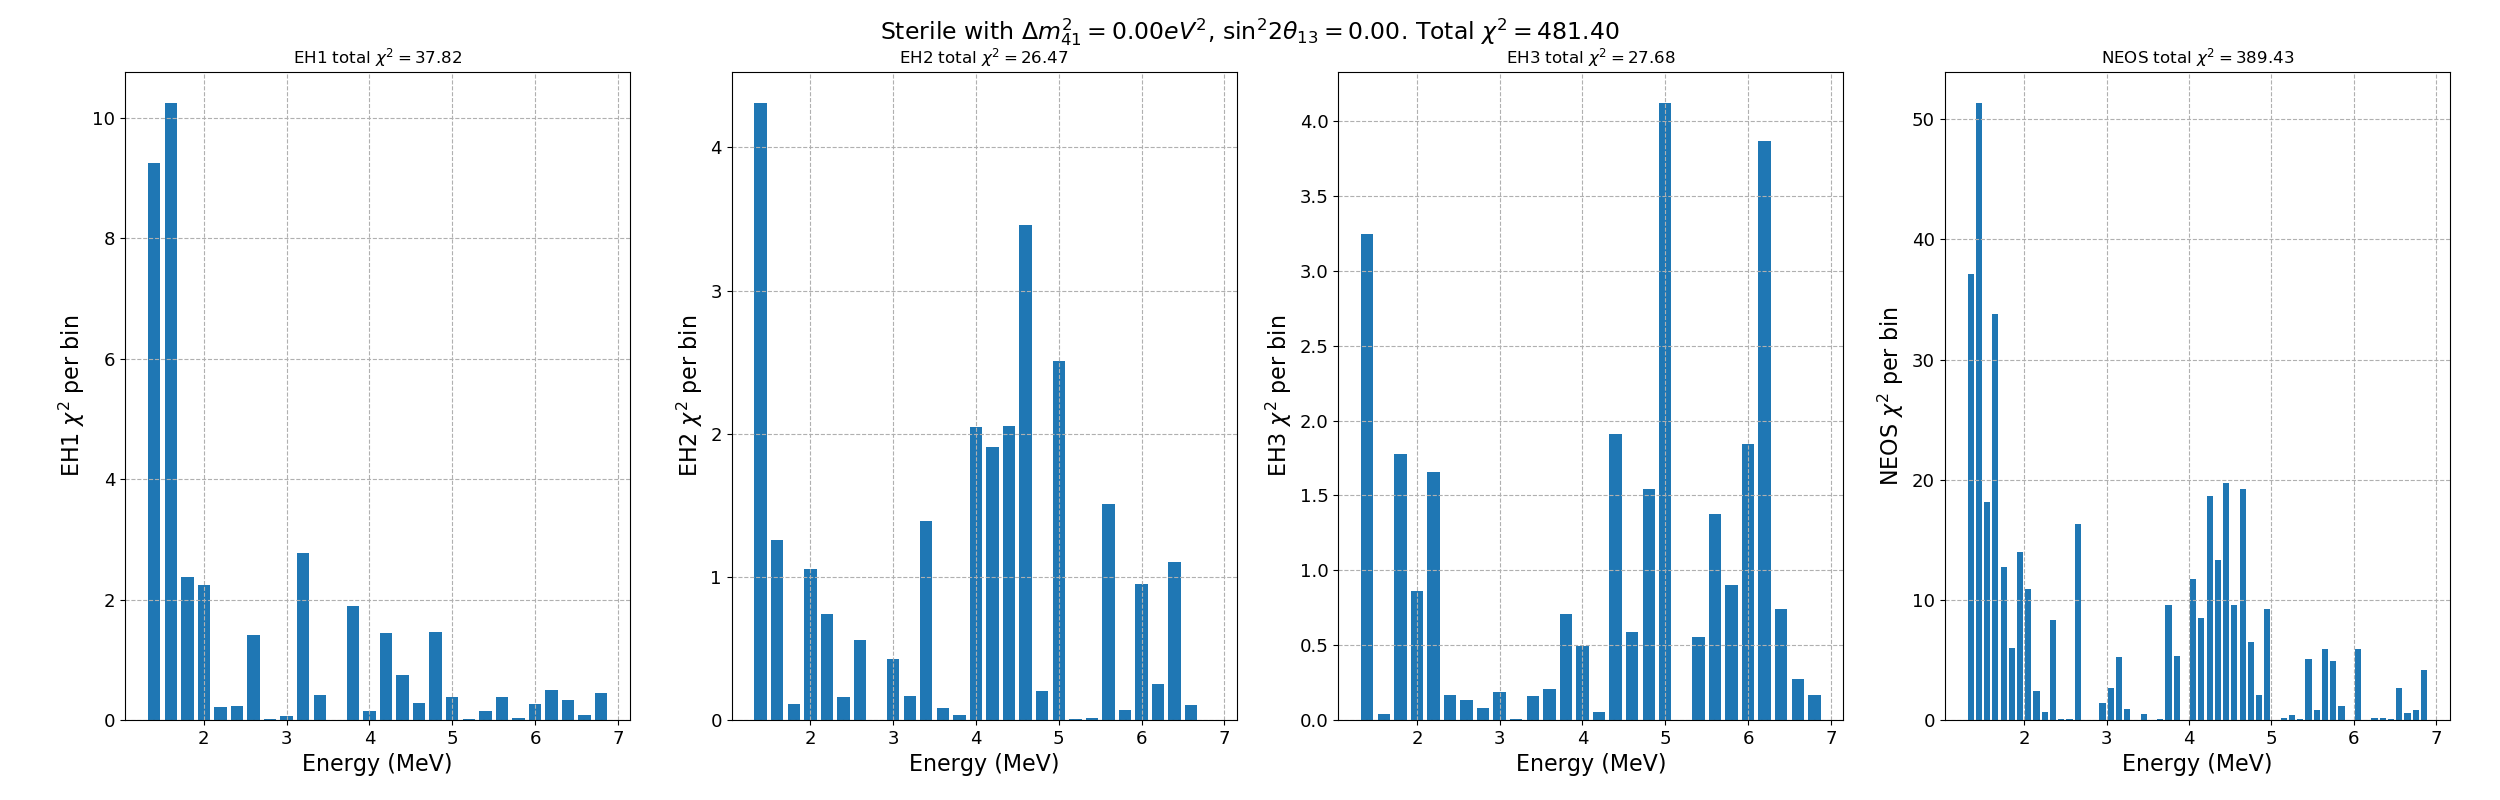 Sterile with Δm²₄₁ = 0.00eV², sin²2θ₁₃ = 0.00. Total χ² = 481.40
EH1 total χ² = 37.82
EH2 total χ² = 26.47
EH3 total χ² = 27.68
NEOS total χ² = 389.43
EH1 χ² per bin
10
8
6
4
2
0
2 3 4 5 6 7
Energy (MeV)
EH2 χ² per bin
4
3
2
1
0
2 3 4 5 6 7
Energy (MeV)
EH3 χ² per bin
4.0
3.5
3.0
2.5
2.0
1.5
1.0
0.5
0.0
2 3 4 5 6 7
Energy (MeV)
NEOS χ² per bin
50
40
30
20
10
0
2 3 4 5 6 7
Energy (MeV)